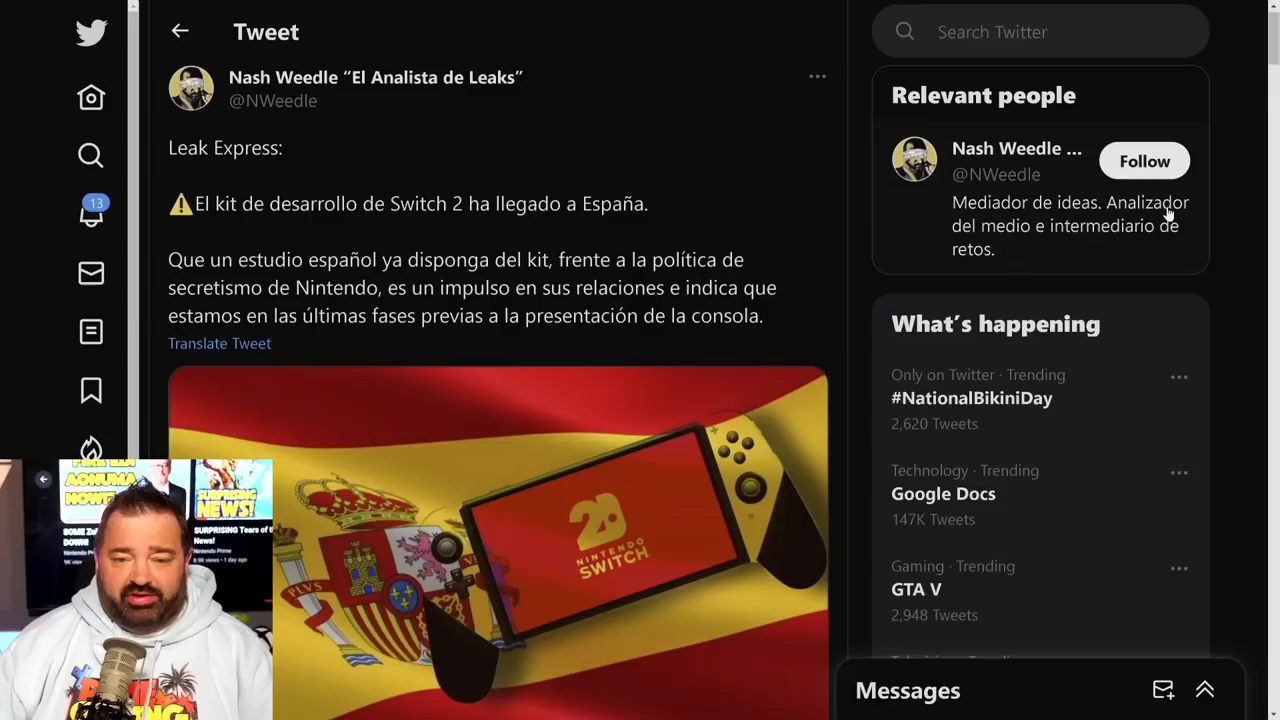 Tweet
Nash Weedle “El Analista de Leaks”
@NWeedle
Leak Express:
⚠️El kit de desarrollo de Switch 2 ha llegado a España.
Que un estudio español ya disponga del kit, frente a la política de
secretismo de Nintendo, es un impulso en sus relaciones e indica que
estamos en las últimas fases previas a la presentación de la consola.
Translate Tweet
13
PLVS
2
NINTENDO
SWITCH
Search Twitter
Relevant people
Nash Weedle ...
@NWeedle
Follow
Mediador de ideas. Analizador
del medio e intermediario de
retos.
What’s happening
Only on Twitter · Trending
#NationalBikiniDay
2,620 Tweets
Technology · Trending
Google Docs
147K Tweets
Gaming · Trending
GTA V
2,948 Tweets
Messages
AONUMA
NOW
SURPRISING
NEWS!
DOWN!
SURPRISING Tears of
News!
Nintendo Prime